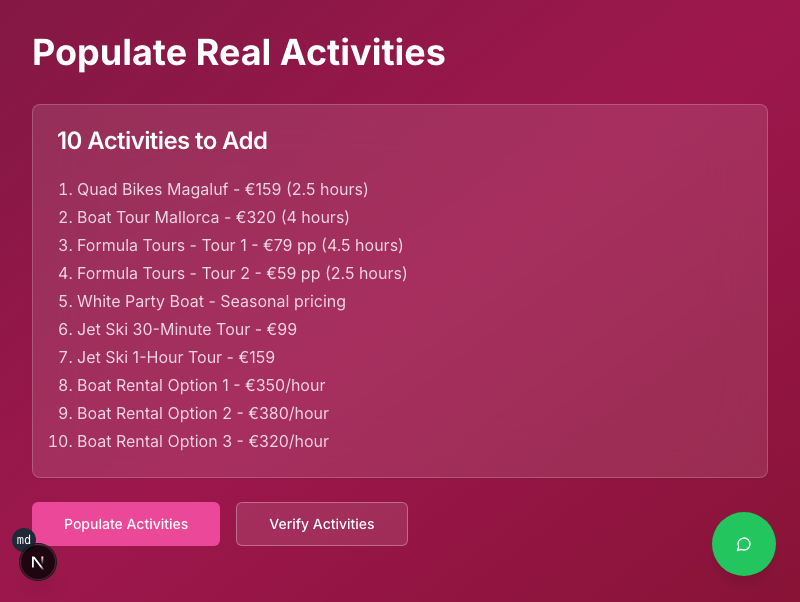 Populate Real Activities
10 Activities to Add
1. Quad Bikes Magaluf - €159 (2.5 hours)
2. Boat Tour Mallorca - €320 (4 hours)
3. Formula Tours - Tour 1 - €79 pp (4.5 hours)
4. Formula Tours - Tour 2 - €59 pp (2.5 hours)
5. White Party Boat - Seasonal pricing
6. Jet Ski 30-Minute Tour - €99
7. Jet Ski 1-Hour Tour - €159
8. Boat Rental Option 1 - €350/hour
9. Boat Rental Option 2 - €380/hour
10. Boat Rental Option 3 - €320/hour
Populate Activities
Verify Activities
md
N